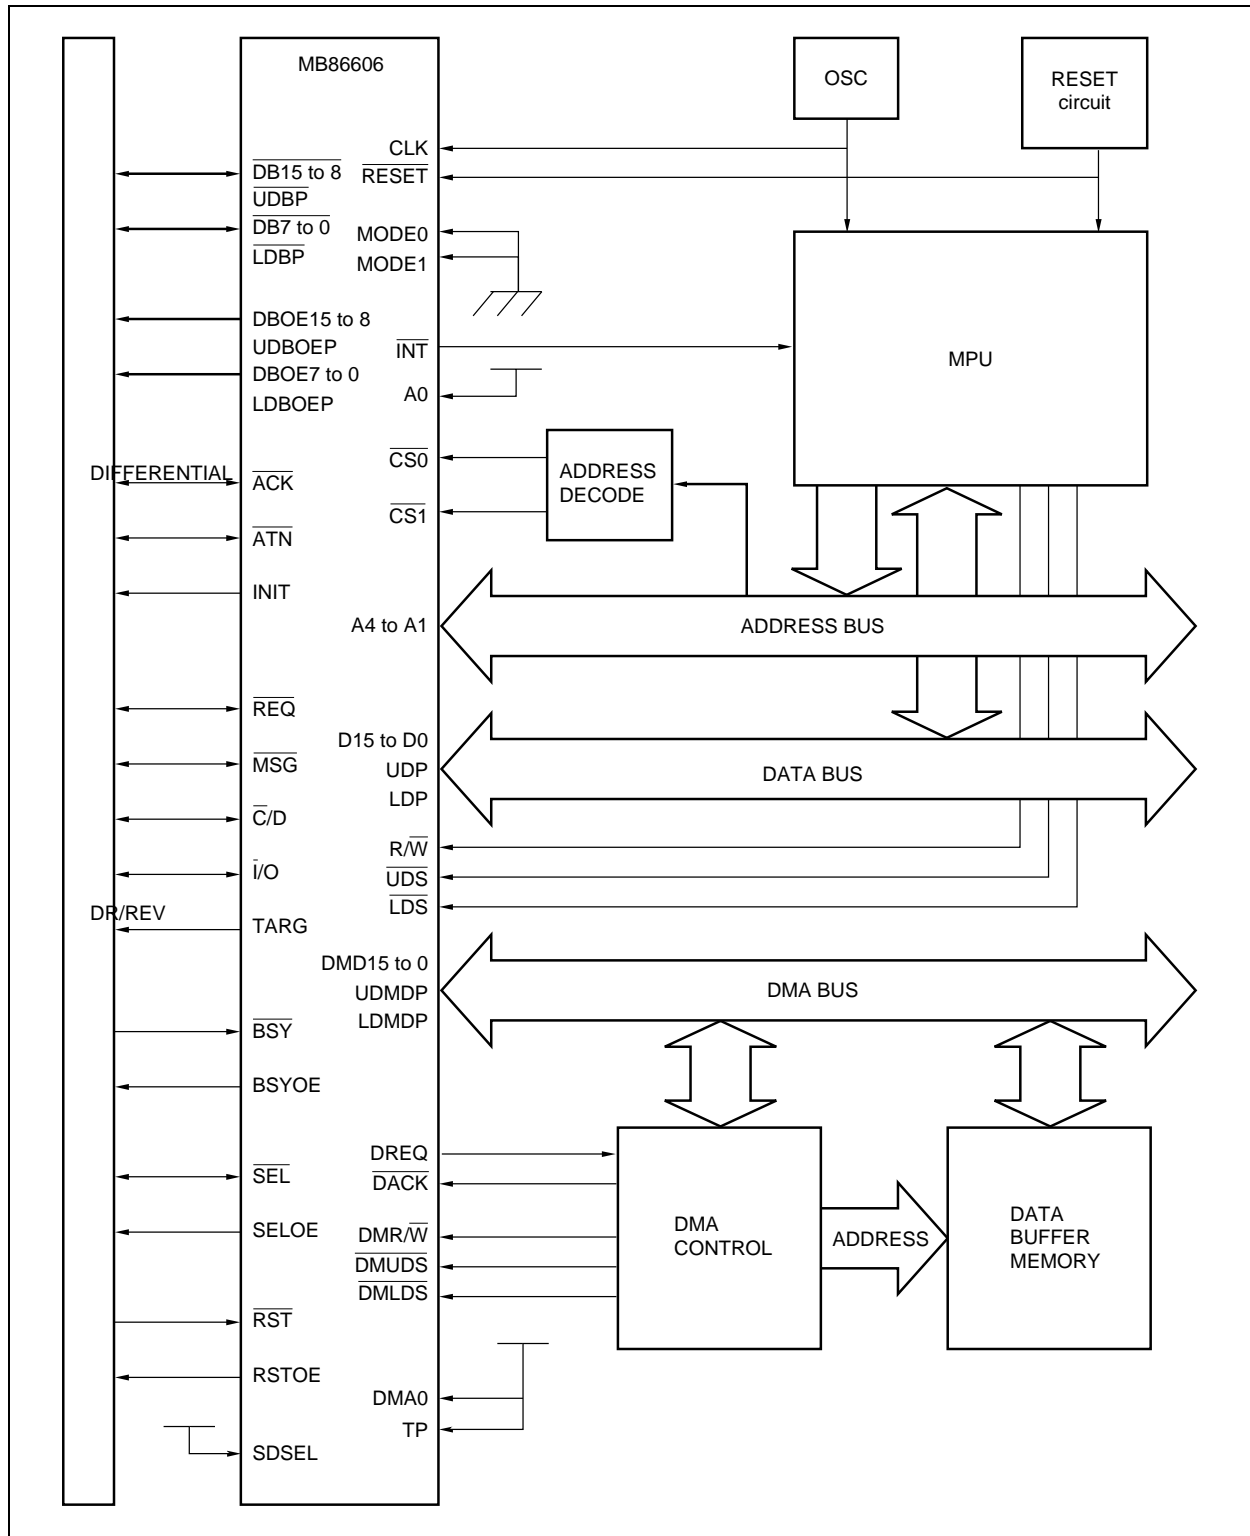 MB86606
OSC
RESET
circuit
CLK
RESET
DB15 to 8
UDBP
DB7 to 0
LDBP
MODE0
MODE1
DBOE15 to 8
UDBOEP
DBOE7 to 0
LDBOEP
INT
A0
MPU
DIFFERENTIAL
ACK
CS0
CS1
ADDRESS
DECODE
ATN
INIT
A4 to A1
ADDRESS BUS
REQ
MSG
D15 to D0
UDP
LDP
DATA BUS
C/D
R/W
I/O
UDS
LDS
DR/REV
TARG
DMD15 to 0
UDMDP
LDMDP
DMA BUS
BSY
BSYOE
DREQ
DACK
SEL
SELOE
DMR/W
DMUDS
DMLDS
DMA
CONTROL
ADDRESS
DATA
BUFFER
MEMORY
RST
RSTOE
DMA0
TP
SDSEL